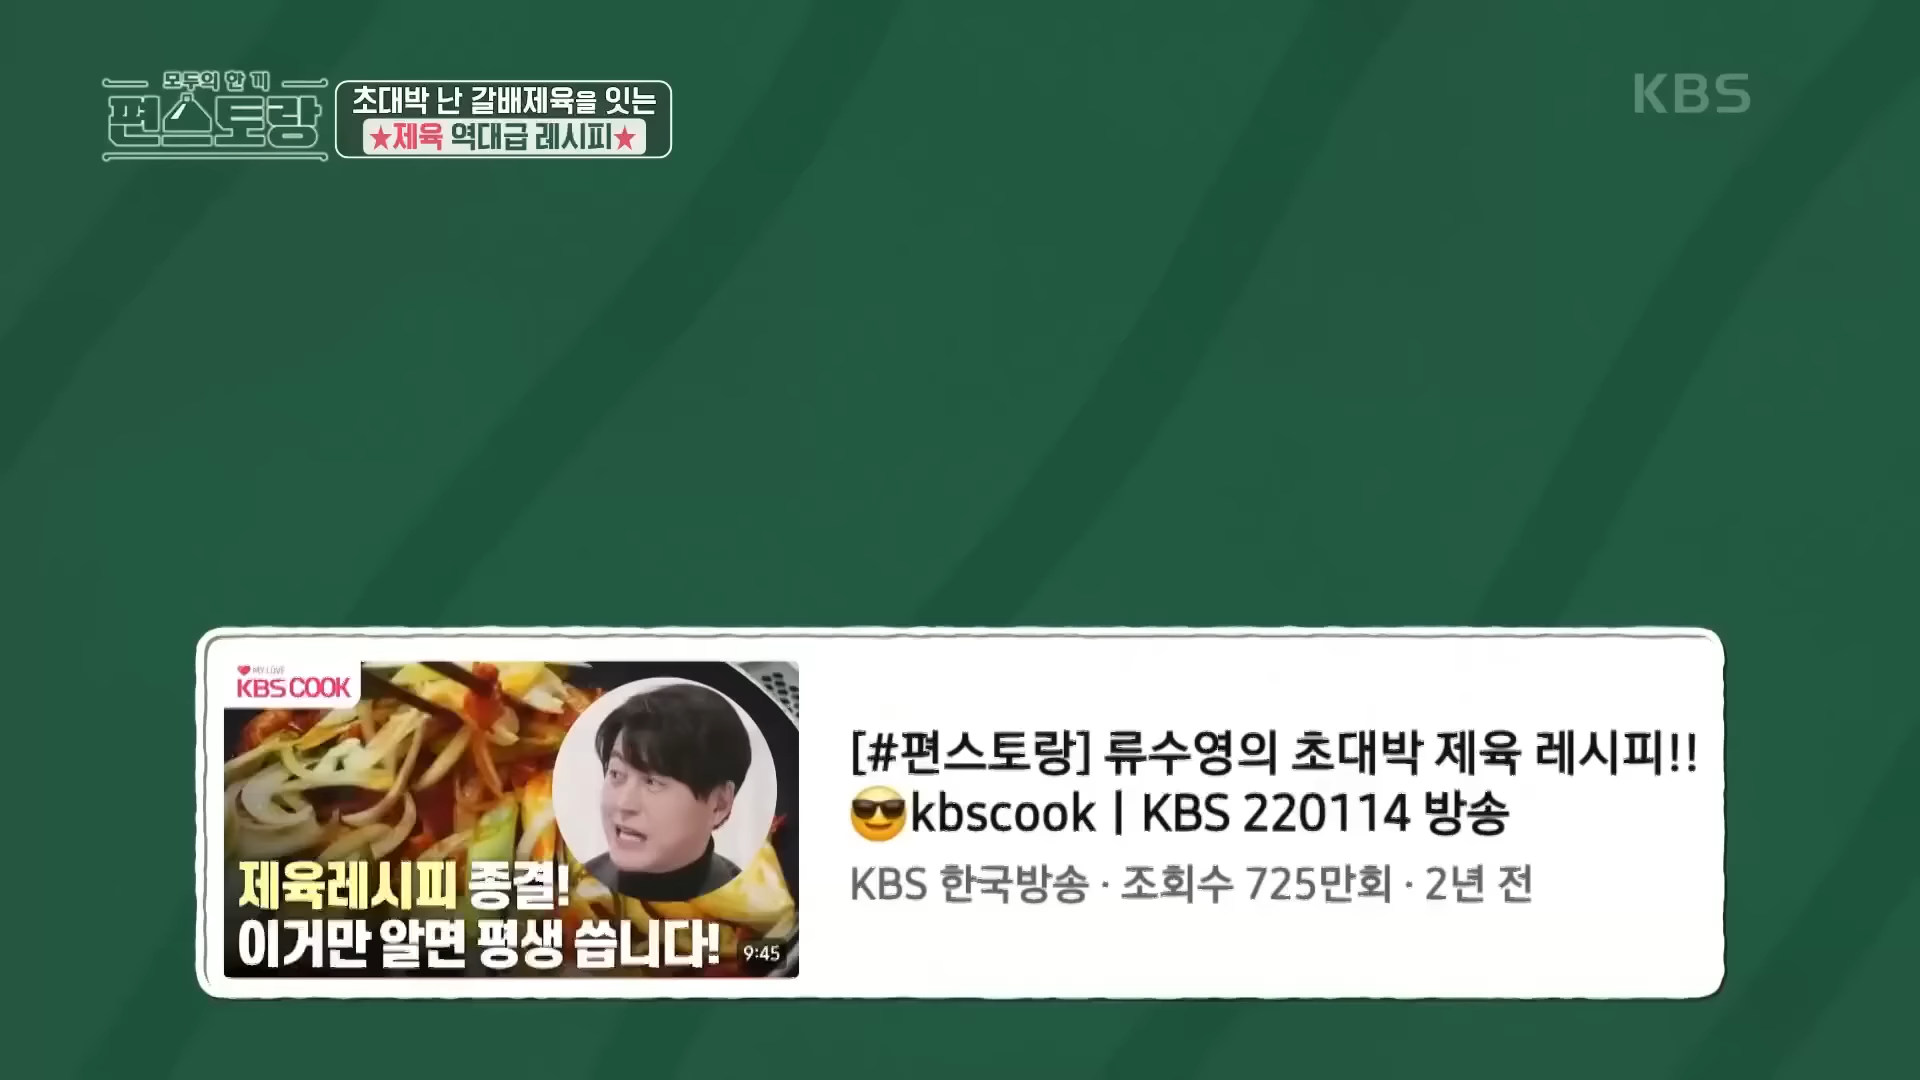 모두의 한 끼
편스토랑
초대박 난 갈배제육을 잇는
★제육 역대급 레시피★
KBS
MY LOVE
KBS COOK
제육레시피 종결!
이거만 알면 평생 씁니다!
9:45
[#편스토랑] 류수영의 초대박 제육 레시피!!
😎kbscook | KBS 220114 방송
KBS 한국방송 · 조회수 725만회 · 2년 전